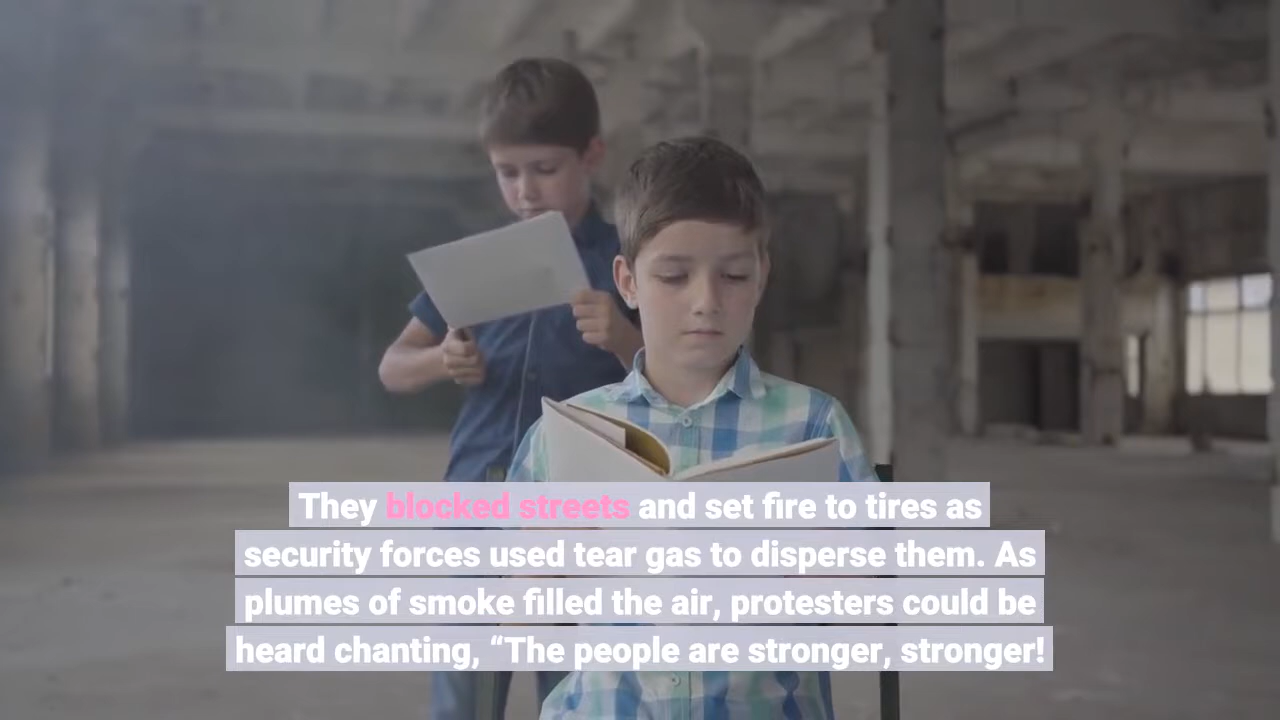 They blocked streets and set fire to tires as
security forces used tear gas to disperse them. As
plumes of smoke filled the air, protesters could be
heard chanting, “The people are stronger, stronger!